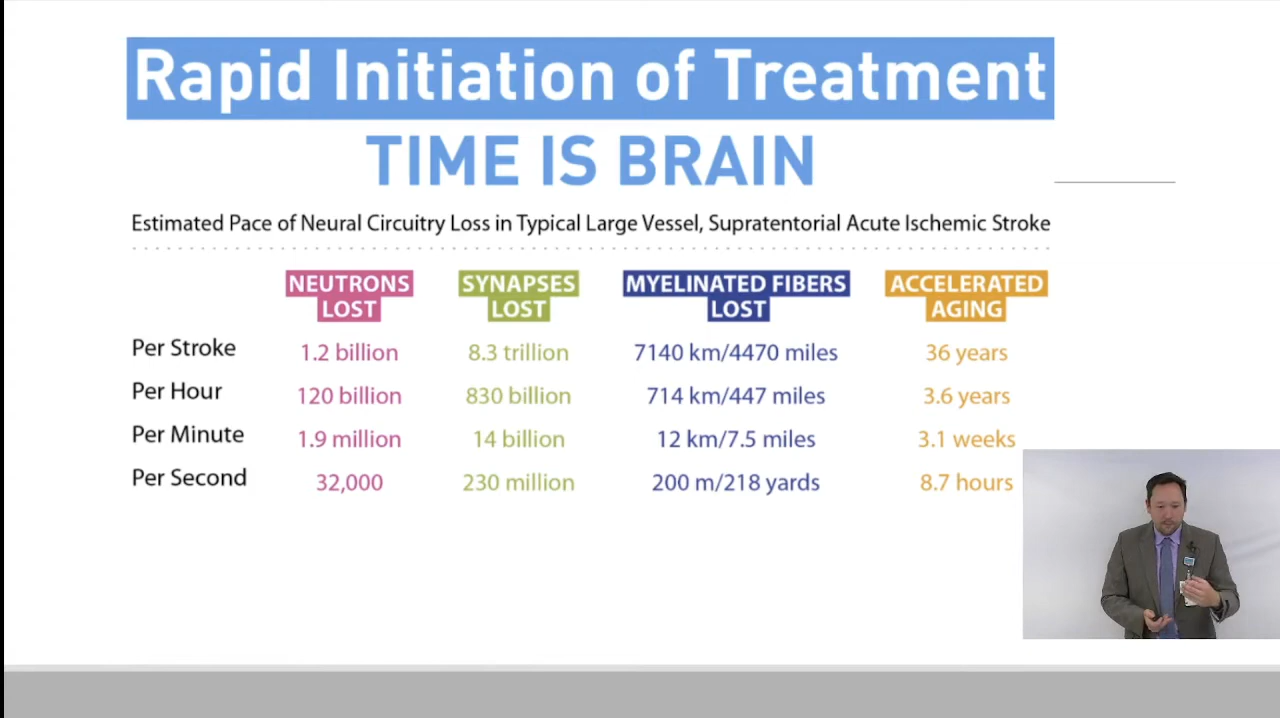 Rapid Initiation of Treatment
TIME IS BRAIN
Estimated Pace of Neural Circuitry Loss in Typical Large Vessel, Supratentorial Acute Ischemic Stroke
NEUTRONS LOST SYNAPSES LOST MYELINATED FIBERS LOST ACCELERATED AGING
Per Stroke 1.2 billion 8.3 trillion 7140 km/4470 miles 36 years
Per Hour 120 billion 830 billion 714 km/447 miles 3.6 years
Per Minute 1.9 million 14 billion 12 km/7.5 miles 3.1 weeks
Per Second 32,000 230 million 200 m/218 yards 8.7 hours